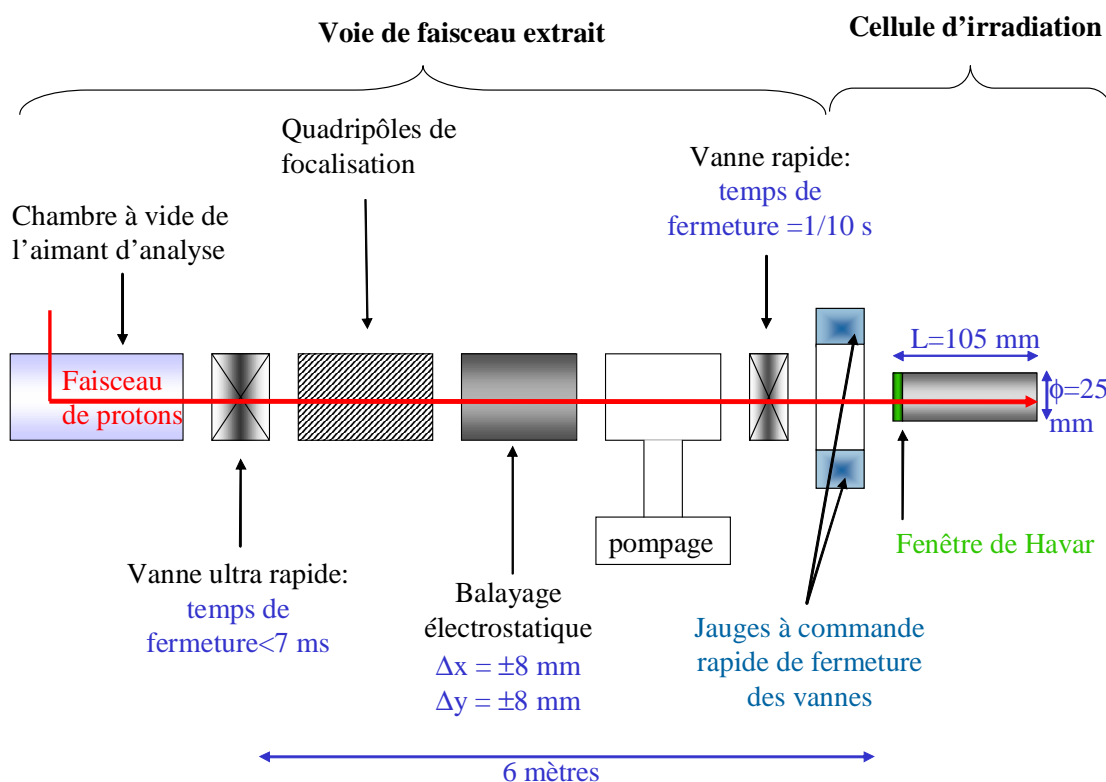 Voie de faisceau extrait
Cellule d'irradiation
Quadripôles de
focalisation
Vanne rapide:
temps de
fermeture =1/10 s
Chambre à vide de
l'aimant d'analyse
L=105 mm
Faisceau
de protons
ϕ=25
mm
pompage
Fenêtre de Havar
Vanne ultra rapide:
temps de
fermeture<7 ms
Balayage
électrostatique
Δx = ±8 mm
Δy = ±8 mm
Jauges à commande
rapide de fermeture
des vannes
6 mètres